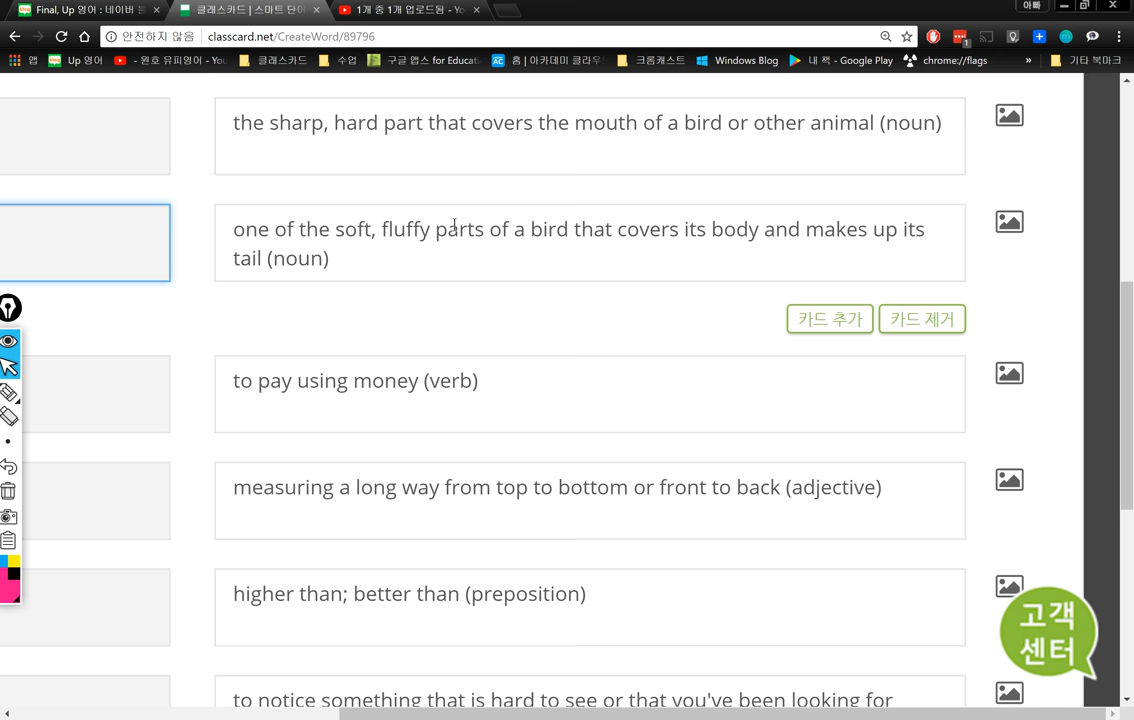 Final, Up 영어 : 네이버 블
클래스카드 | 스마트 단어
1개 중 1개 업로드됨 - Yo
아빠
안전하지 않음
classcard.net/CreateWord/89796
앱
Up 영어
- 원호 유피영어 - You
클래스카드
수업
구글 앱스 for Educati
홈 | 아카데미 클라우
크롬캐스트
Windows Blog
내 책 - Google Play
chrome://flags
»
기타 북마크
the sharp, hard part that covers the mouth of a bird or other animal (noun)
one of the soft, fluffy parts of a bird that covers its body and makes up its
tail (noun)
카드 추가
카드 제거
to pay using money (verb)
measuring a long way from top to bottom or front to back (adjective)
higher than; better than (preposition)
고객
센터
to notice something that is hard to see or that you've been looking for